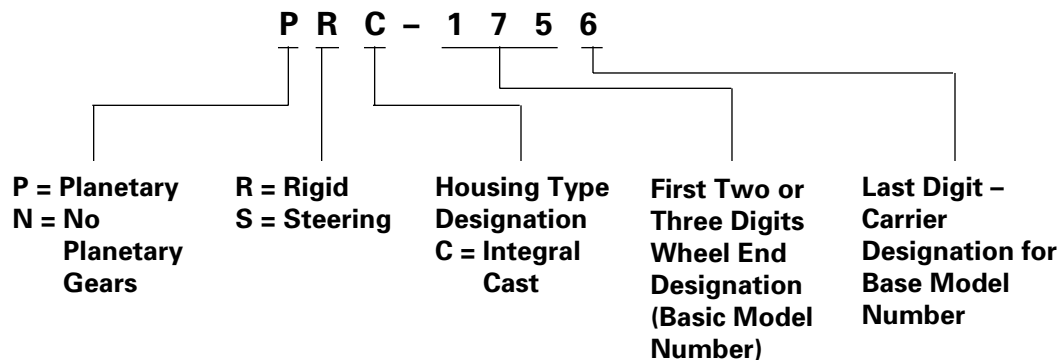 P R C – 1 7 5 6
P = Planetary
N = No
Planetary
Gears
R = Rigid
S = Steering
Housing Type
Designation
C = Integral
Cast
First Two or
Three Digits
Wheel End
Designation
(Basic Model
Number)
Last Digit –
Carrier
Designation for
Base Model
Number